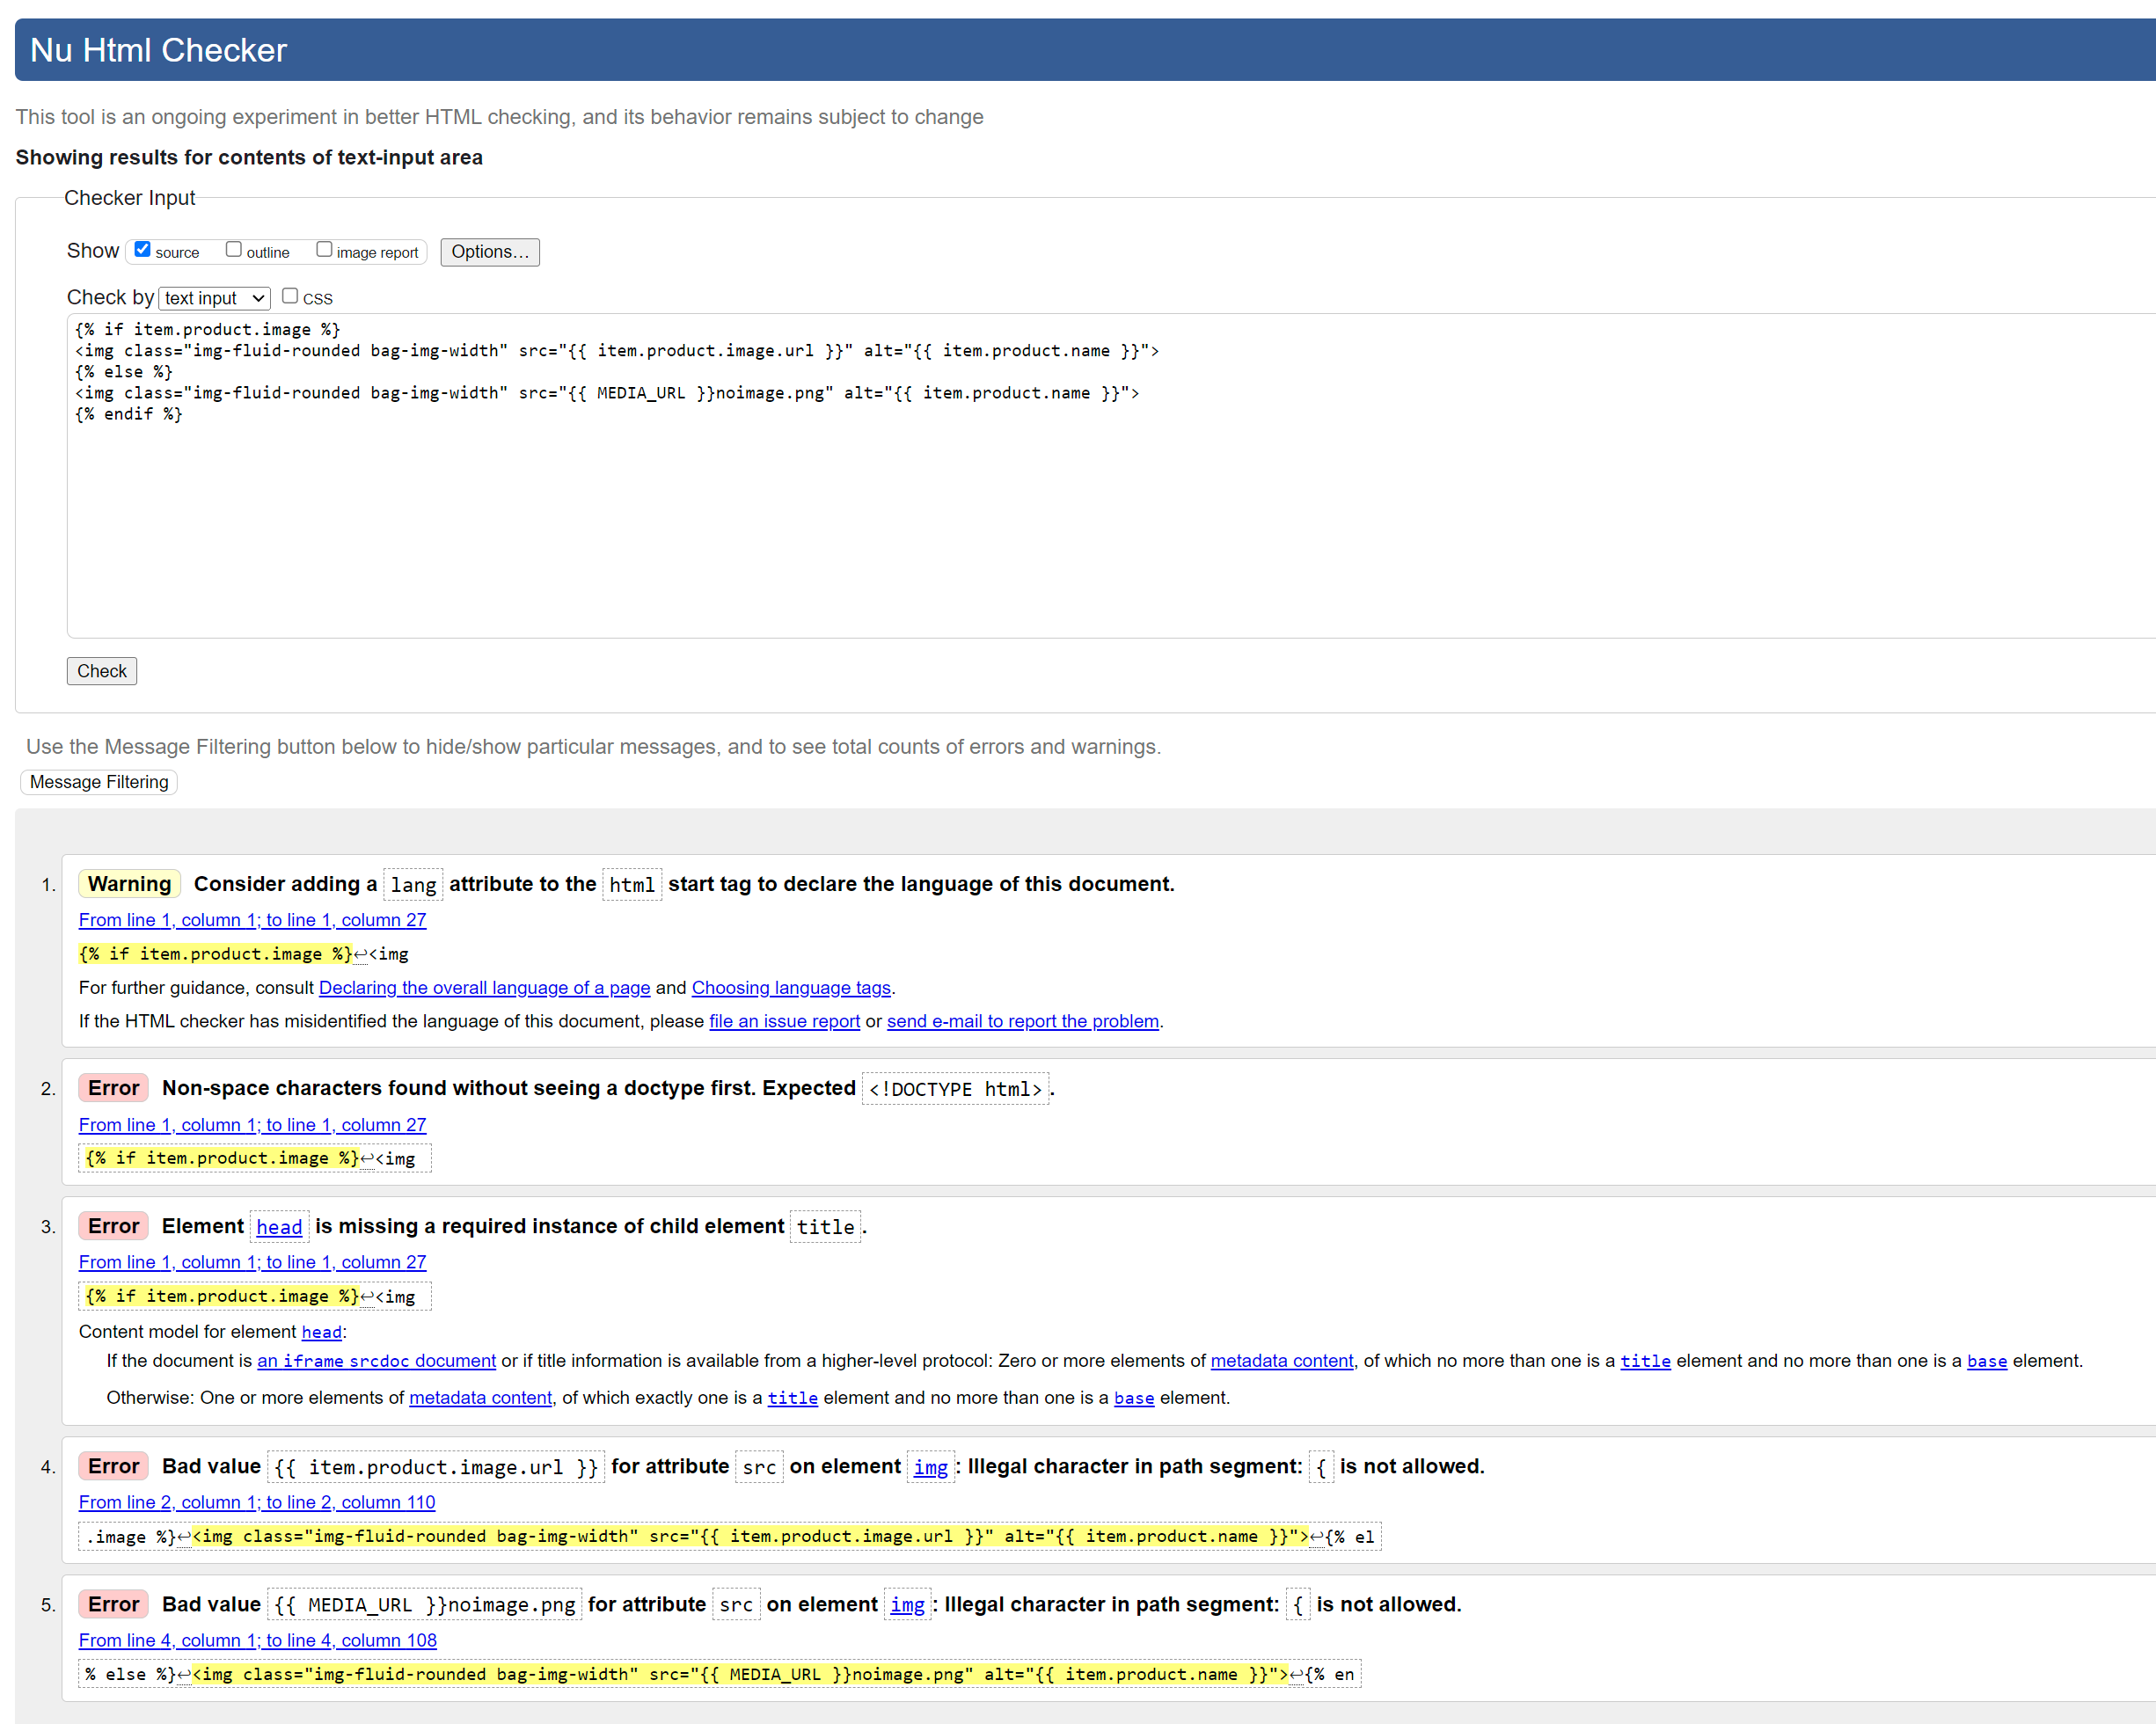 Nu Html Checker
This tool is an ongoing experiment in better HTML checking, and its behavior remains subject to change
Showing results for contents of text-input area
Checker Input
Show source outline image report Options...
Check by text input CSS
{% if item.product.image %}
<img class="img-fluid-rounded bag-img-width" src="{{ item.product.image.url }}" alt="{{ item.product.name }}">
{% else %}
<img class="img-fluid-rounded bag-img-width" src="{{ MEDIA_URL }}noimage.png" alt="{{ item.product.name }}">
{% endif %}
Check
Use the Message Filtering button below to hide/show particular messages, and to see total counts of errors and warnings.
Message Filtering
1. Warning Consider adding a lang attribute to the html start tag to declare the language of this document.
From line 1, column 1; to line 1, column 27
{% if item.product.image %}↩<img
For further guidance, consult Declaring the overall language of a page and Choosing language tags.
If the HTML checker has misidentified the language of this document, please file an issue report or send e-mail to report the problem.
2. Error Non-space characters found without seeing a doctype first. Expected <!DOCTYPE html>.
From line 1, column 1; to line 1, column 27
{% if item.product.image %}↩<img
3. Error Element head is missing a required instance of child element title.
From line 1, column 1; to line 1, column 27
{% if item.product.image %}↩<img
Content model for element head:
If the document is an iframe srcdoc document or if title information is available from a higher-level protocol: Zero or more elements of metadata content, of which no more than one is a title element and no more than one is a base element.
Otherwise: One or more elements of metadata content, of which exactly one is a title element and no more than one is a base element.
4. Error Bad value {{ item.product.image.url }} for attribute src on element img: Illegal character in path segment: { is not allowed.
From line 2, column 1; to line 2, column 110
.image %}↩<img class="img-fluid-rounded bag-img-width" src="{{ item.product.image.url }}" alt="{{ item.product.name }}">↩{% el
5. Error Bad value {{ MEDIA_URL }}noimage.png for attribute src on element img: Illegal character in path segment: { is not allowed.
From line 4, column 1; to line 4, column 108
% else %}↩<img class="img-fluid-rounded bag-img-width" src="{{ MEDIA_URL }}noimage.png" alt="{{ item.product.name }}">↩{% en